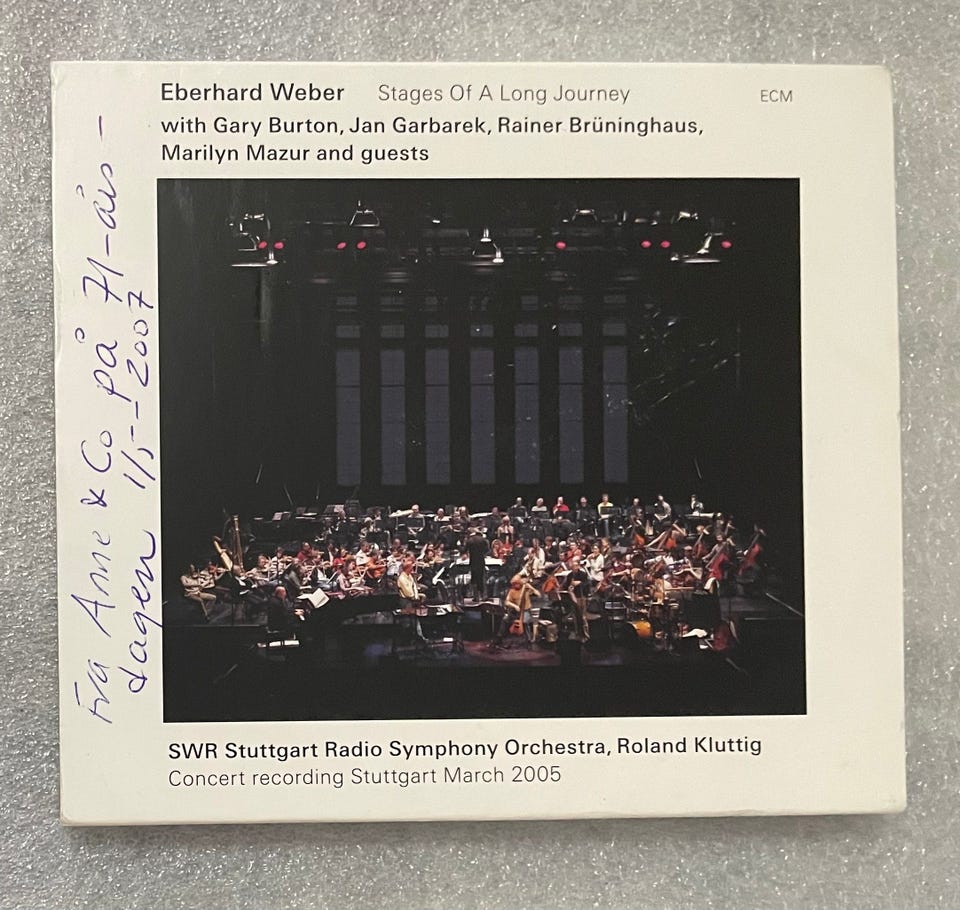 Eberhard Weber Stages Of A Long Journey ECM
with Gary Burton, Jan Garbarek, Rainer Brüninghaus,
Marilyn Mazur and guests
Fra Anne & Co på 71-års-
dagen 1/5--2007
SWR Stuttgart Radio Symphony Orchestra, Roland Kluttig
Concert recording Stuttgart March 2005